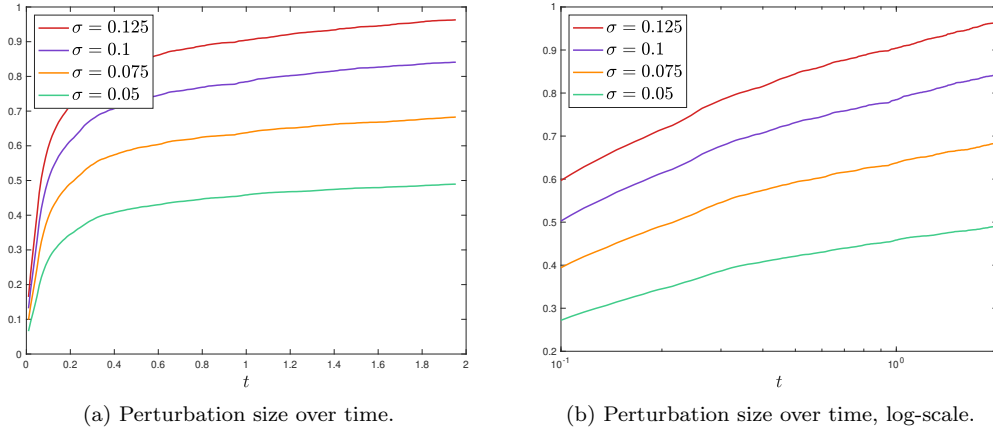 σ = 0.125
σ = 0.1
σ = 0.075
σ = 0.05
1
0.9
0.8
0.7
0.6
0.5
0.4
0.3
0.2
0.1
0
0 0.2 0.4 0.6 0.8 1 1.2 1.4 1.6 1.8 2
t
(a) Perturbation size over time.
σ = 0.125
σ = 0.1
σ = 0.075
σ = 0.05
1
0.9
0.8
0.7
0.6
0.5
0.4
0.3
0.2
10⁻¹ 10⁰
t
(b) Perturbation size over time, log-scale.